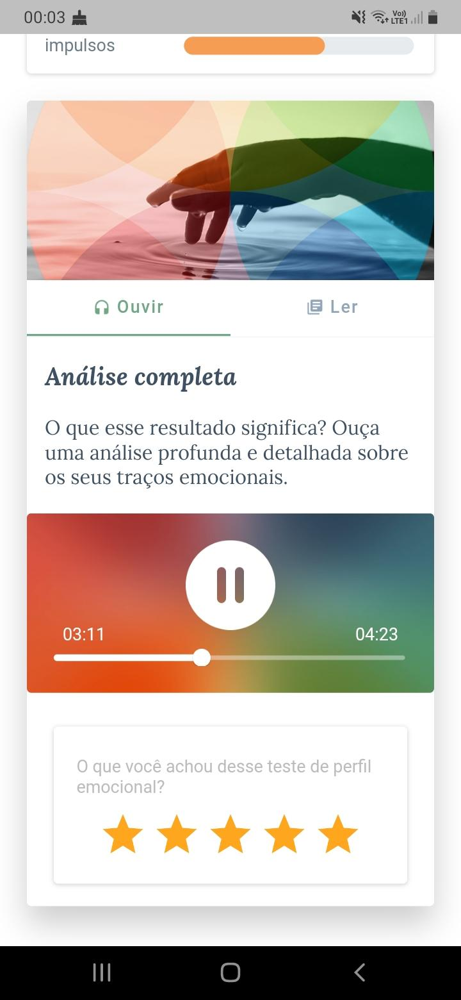 00:03
Vo))
LTE1
impulsos
Ouvir
Ler
Análise completa
O que esse resultado significa? Ouça
uma análise profunda e detalhada sobre
os seus traços emocionais.
03:11
04:23
O que você achou desse teste de perfil
emocional?